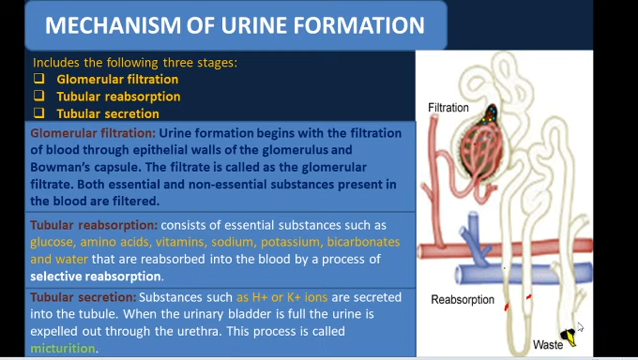 MECHANISM OF URINE FORMATION
Includes the following three stages:
❑ Glomerular filtration
❑ Tubular reabsorption
❑ Tubular secretion
Glomerular filtration: Urine formation begins with the filtration
of blood through epithelial walls of the glomerulus and
Bowman's capsule. The filtrate is called as the glomerular
filtrate. Both essential and non-essential substances present in
the blood are filtered.
Tubular reabsorption: consists of essential substances such as
glucose, amino acids, vitamins, sodium, potassium, bicarbonates
and water that are reabsorbed into the blood by a process of
selective reabsorption.
Tubular secretion: Substances such as H+ or K+ ions are secreted
into the tubule. When the urinary bladder is full the urine is
expelled out through the urethra. This process is called
micturition.
Filtration
Reabsorption
Waste